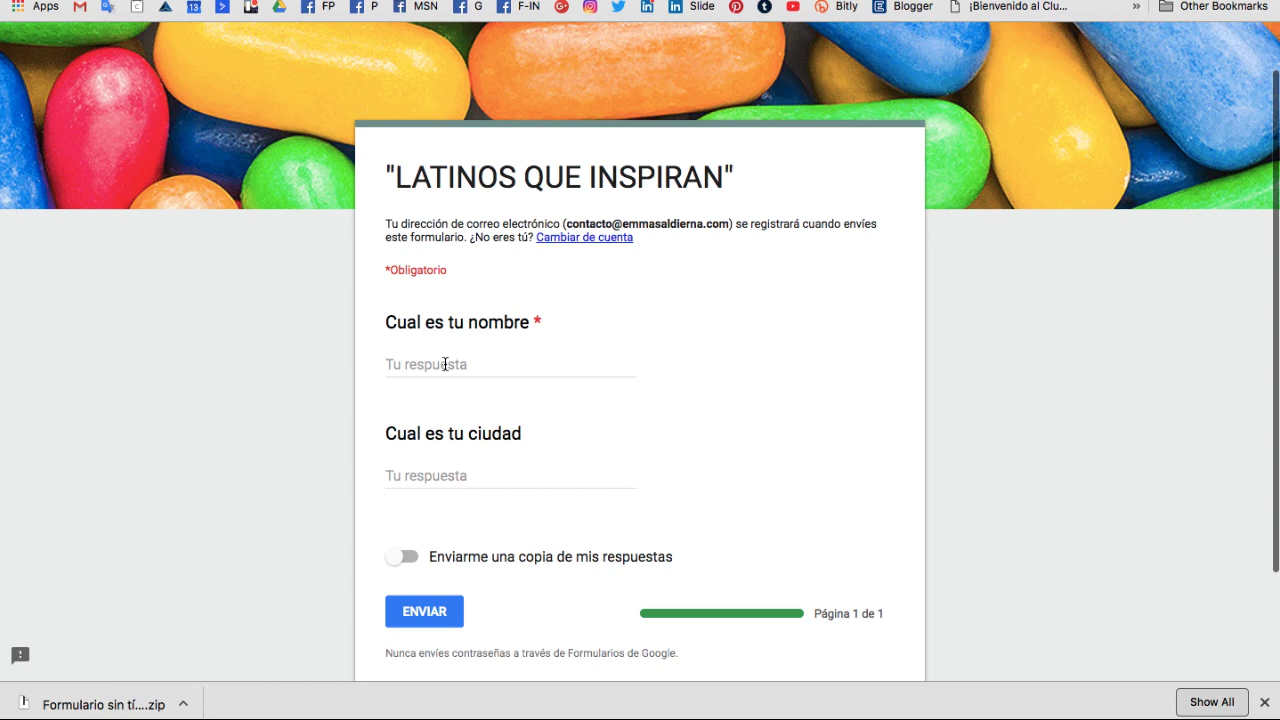 Apps 13 FP P MSN G F-IN Slide Bitly Blogger ¡Bienvenido al Clu... » Other Bookmarks
"LATINOS QUE INSPIRAN"
Tu dirección de correo electrónico (contacto@emmasaldierna.com) se registrará cuando envíes
este formulario. ¿No eres tú? Cambiar de cuenta
*Obligatorio
Cual es tu nombre *
Tu respuesta
Cual es tu ciudad
Tu respuesta
Enviarme una copia de mis respuestas
ENVIAR Página 1 de 1
Nunca envíes contraseñas a través de Formularios de Google.
Formulario sin tí....zip Show All